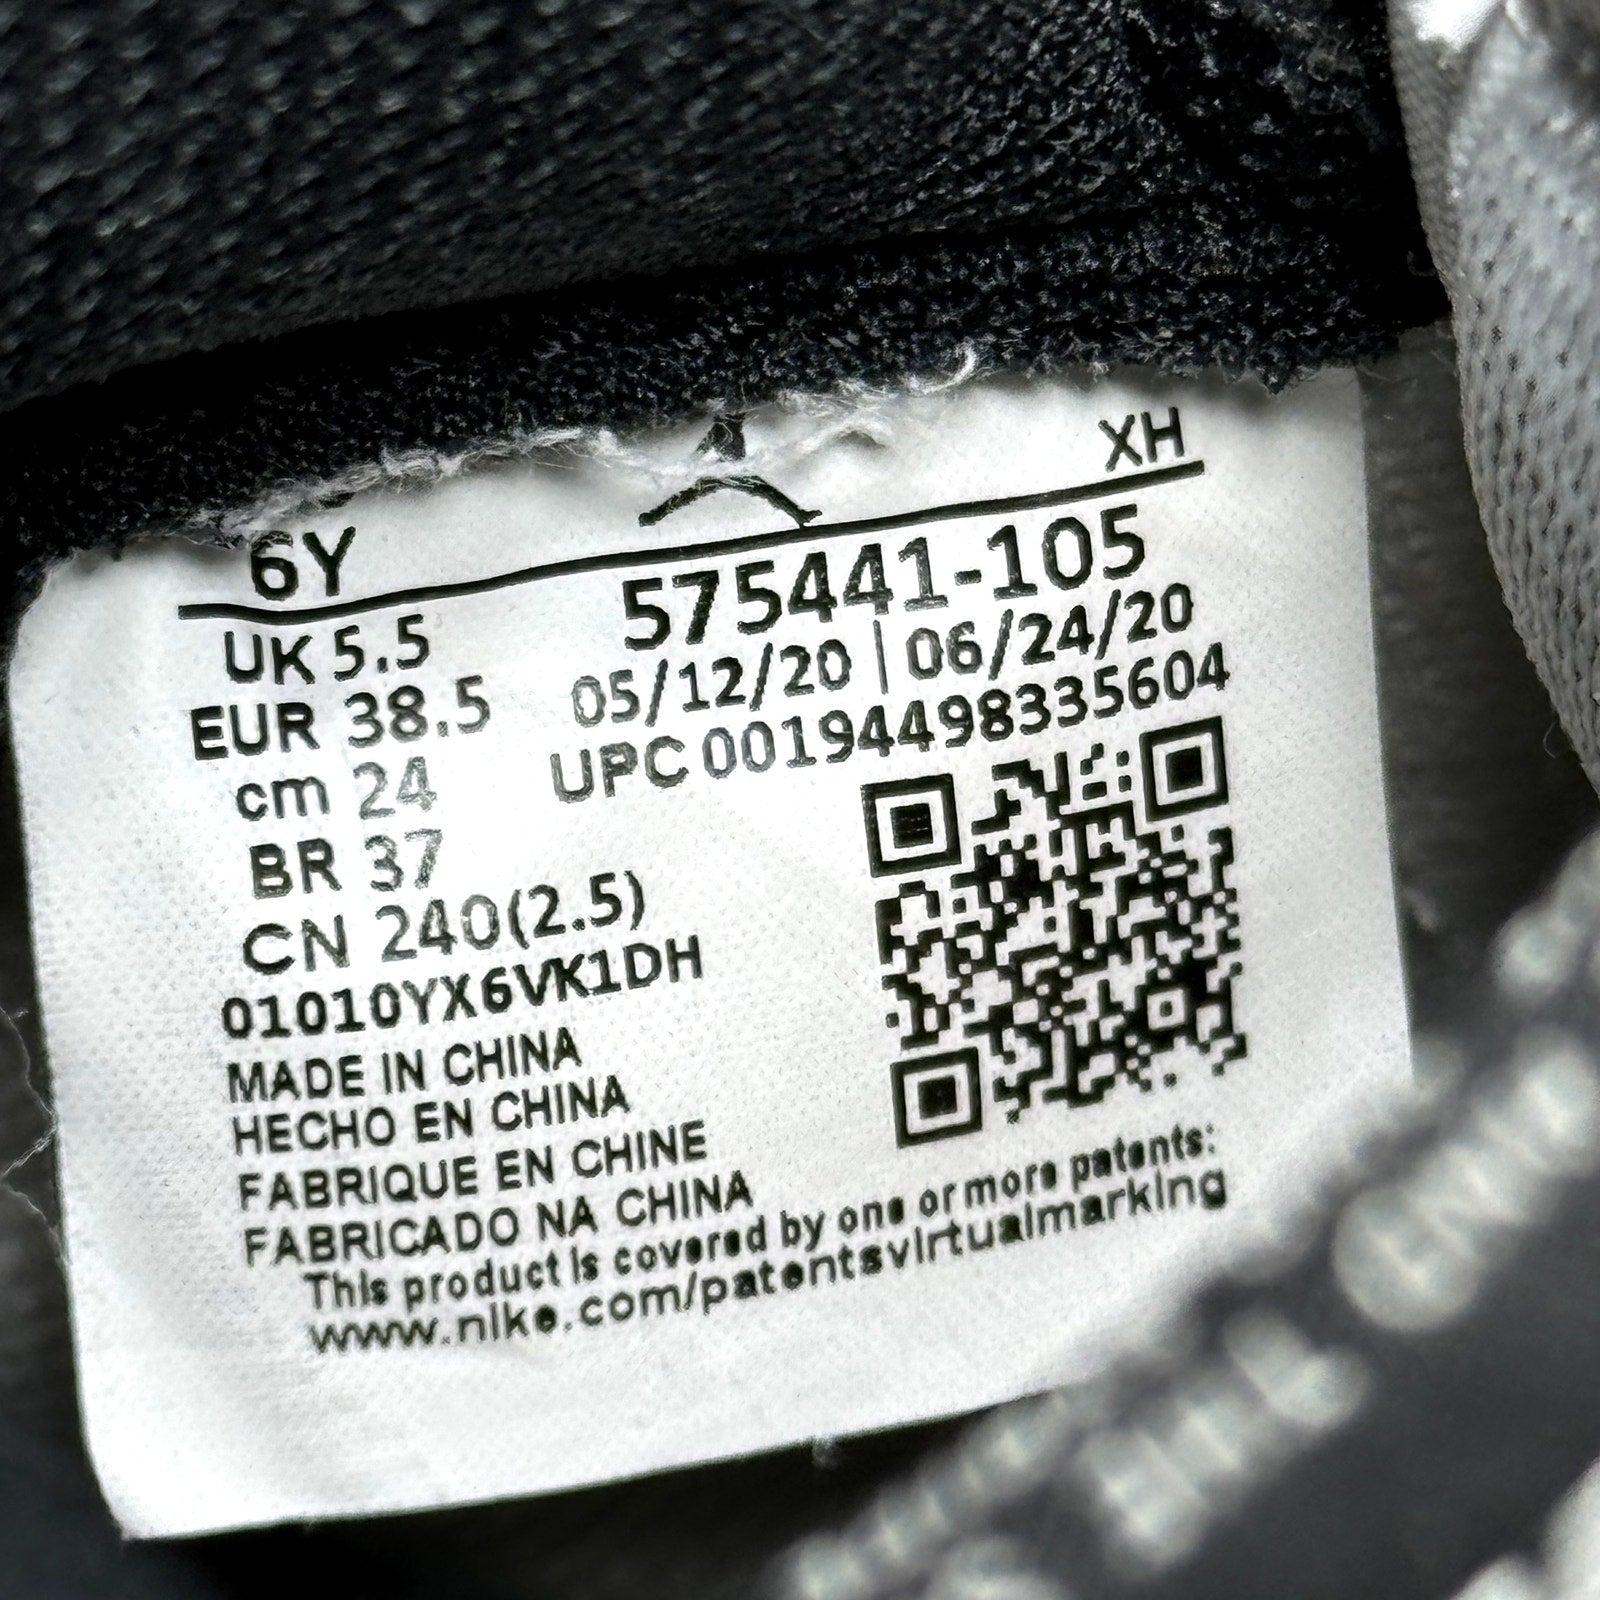 6Y XH
UK 5.5 575441-105
EUR 38.5 05/12/20 | 06/24/20
cm 24 UPC 00194498335604
BR 37
CN 240(2.5)
01010YX6VK1DH
MADE IN CHINA
HECHO EN CHINA
FABRIQUE EN CHINE
FABRICADO NA CHINA
This product is covered by one or more patents:
www.nike.com/patentsvirtualmarking